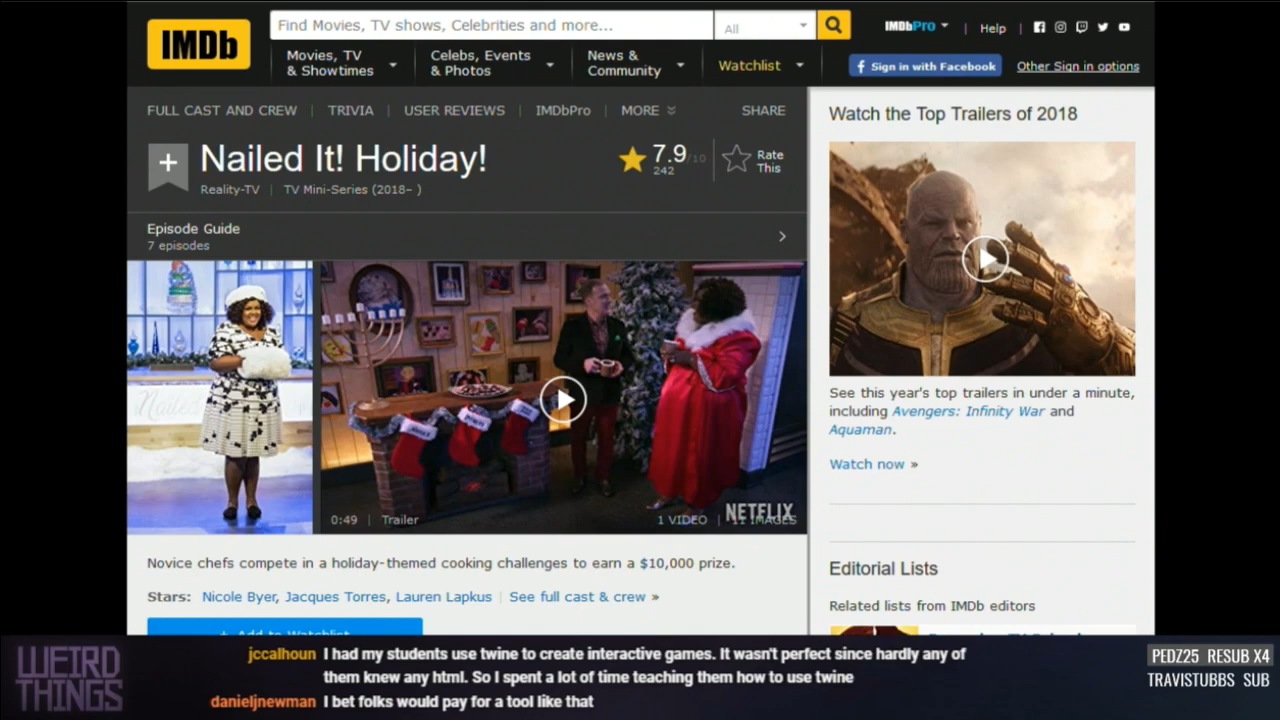 IMDb
Find Movies, TV shows, Celebrities and more...
All
IMDbPro
Help
Movies, TV
& Showtimes
Celebs, Events
& Photos
News &
Community
Watchlist
Sign in with Facebook
Other Sign in options
FULL CAST AND CREW | TRIVIA | USER REVIEWS | IMDbPro | MORE
SHARE
+
Nailed It! Holiday!
7.9/10
242
Rate
This
Reality-TV | TV Mini-Series (2018– )
Episode Guide
7 episodes
Nailed
NETFLIX
0:49 | Trailer
1 VIDEO | 11 IMAGES
Novice chefs compete in a holiday-themed cooking challenges to earn a $10,000 prize.
Stars: Nicole Byer, Jacques Torres, Lauren Lapkus | See full cast & crew »
+ Add to Watchlist
Watch the Top Trailers of 2018
See this year's top trailers in under a minute,
including Avengers: Infinity War and
Aquaman.
Watch now »
Editorial Lists
Related lists from IMDb editors
WEIRD
THINGS
jccalhoun I had my students use twine to create interactive games. It wasn't perfect since hardly any of
them knew any html. So I spent a lot of time teaching them how to use twine
danieljnewman I bet folks would pay for a tool like that
PEDZ25 RESUB X4
TRAVISTUBBS SUB